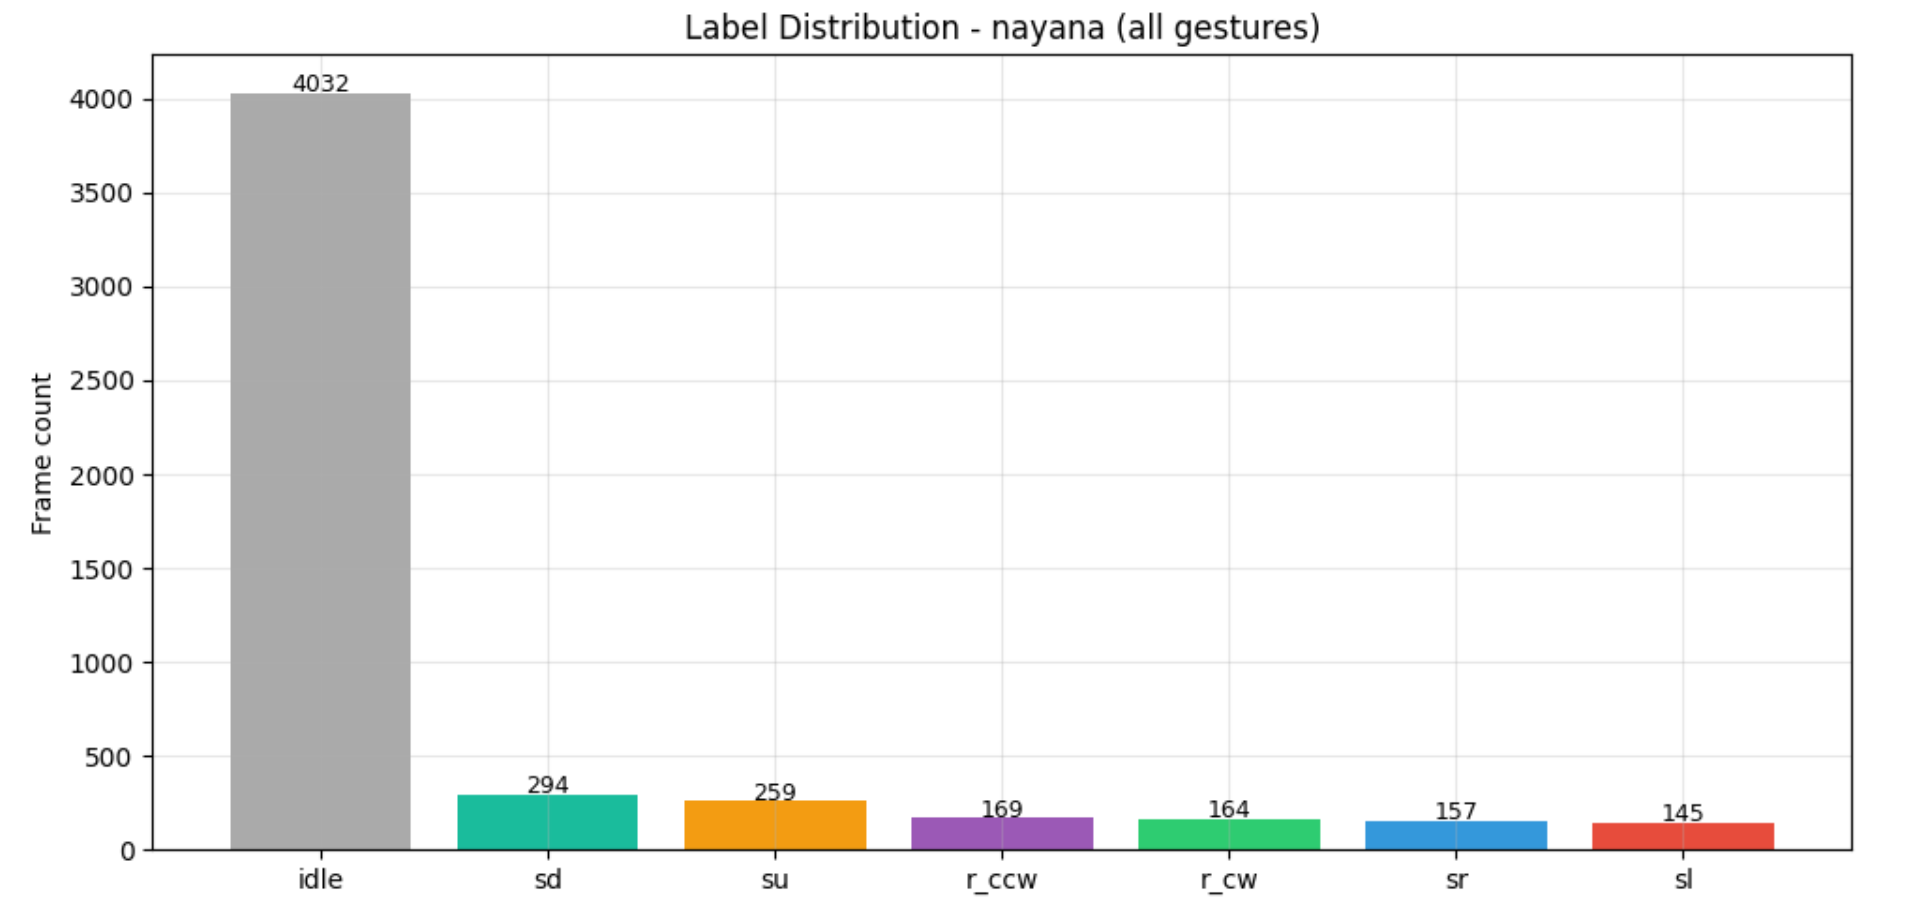 Label Distribution - nayana (all gestures)
Frame count
4000
3500
3000
2500
2000
1500
1000
500
0
4032
294
259
169
164
157
145
idle
sd
su
r_ccw
r_cw
sr
sl